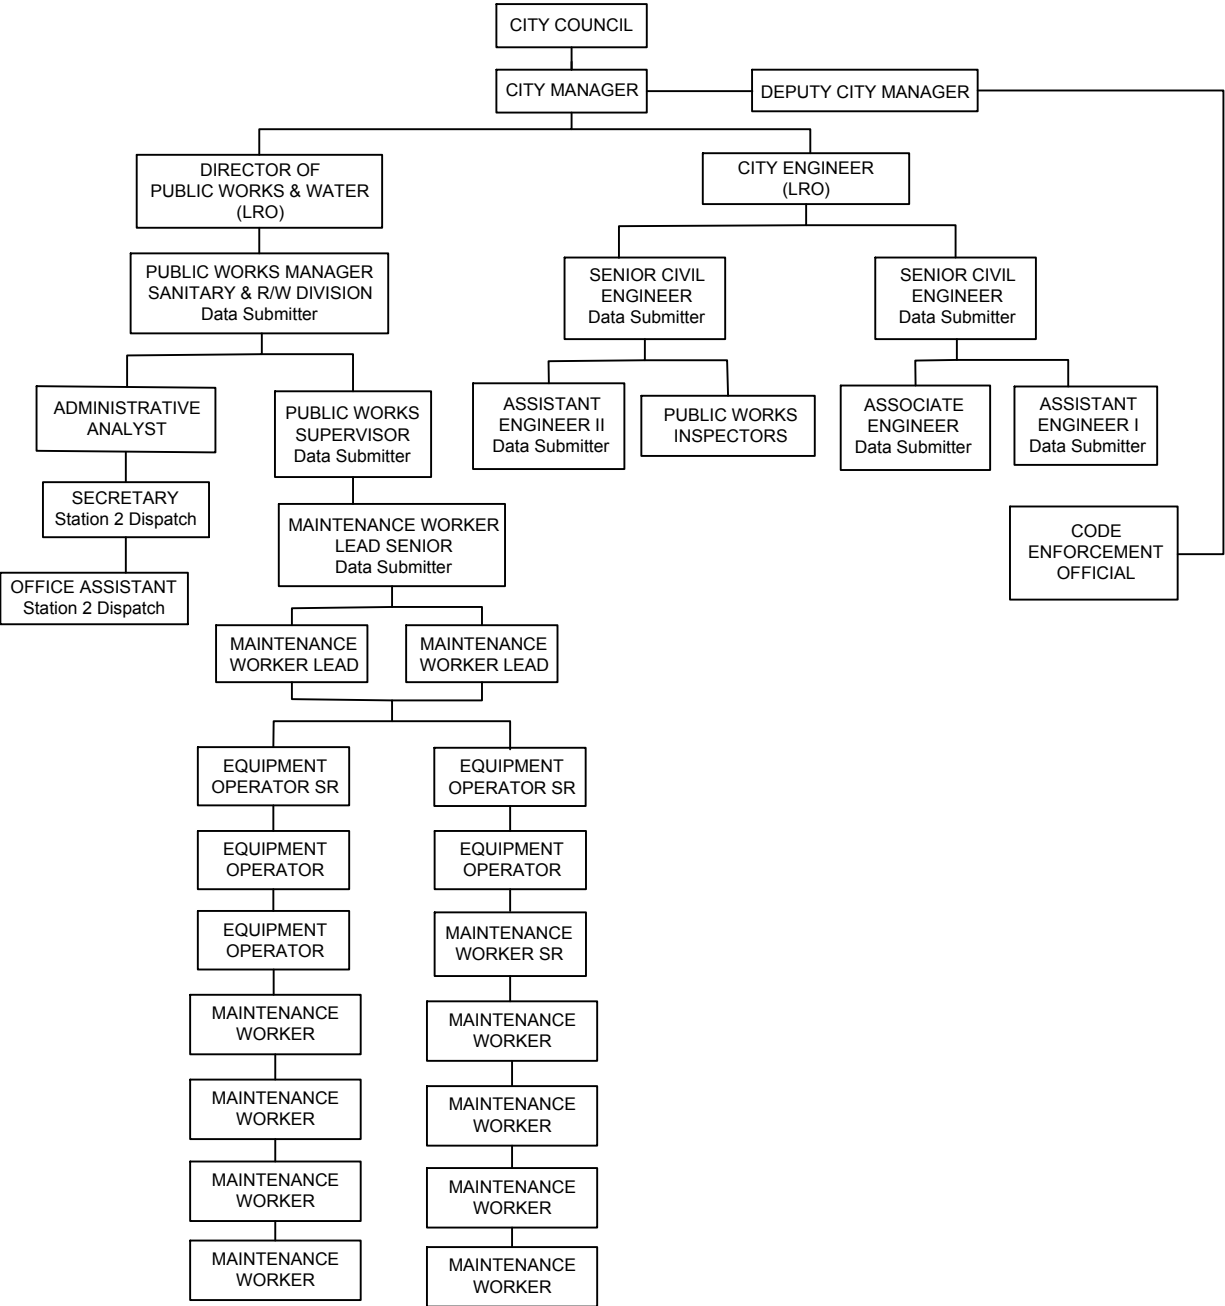 CITY COUNCIL
CITY MANAGER
DEPUTY CITY MANAGER
DIRECTOR OF
PUBLIC WORKS & WATER
(LRO)
CITY ENGINEER
(LRO)
PUBLIC WORKS MANAGER
SANITARY & R/W DIVISION
Data Submitter
SENIOR CIVIL
ENGINEER
Data Submitter
SENIOR CIVIL
ENGINEER
Data Submitter
ADMINISTRATIVE
ANALYST
PUBLIC WORKS
SUPERVISOR
Data Submitter
ASSISTANT
ENGINEER II
Data Submitter
PUBLIC WORKS
INSPECTORS
ASSOCIATE
ENGINEER
Data Submitter
ASSISTANT
ENGINEER I
Data Submitter
SECRETARY
Station 2 Dispatch
MAINTENANCE WORKER
LEAD SENIOR
Data Submitter
CODE
ENFORCEMENT
OFFICIAL
OFFICE ASSISTANT
Station 2 Dispatch
MAINTENANCE
WORKER LEAD
MAINTENANCE
WORKER LEAD
EQUIPMENT
OPERATOR SR
EQUIPMENT
OPERATOR SR
EQUIPMENT
OPERATOR
EQUIPMENT
OPERATOR
EQUIPMENT
OPERATOR
MAINTENANCE
WORKER SR
MAINTENANCE
WORKER
MAINTENANCE
WORKER
MAINTENANCE
WORKER
MAINTENANCE
WORKER
MAINTENANCE
WORKER
MAINTENANCE
WORKER
MAINTENANCE
WORKER
MAINTENANCE
WORKER